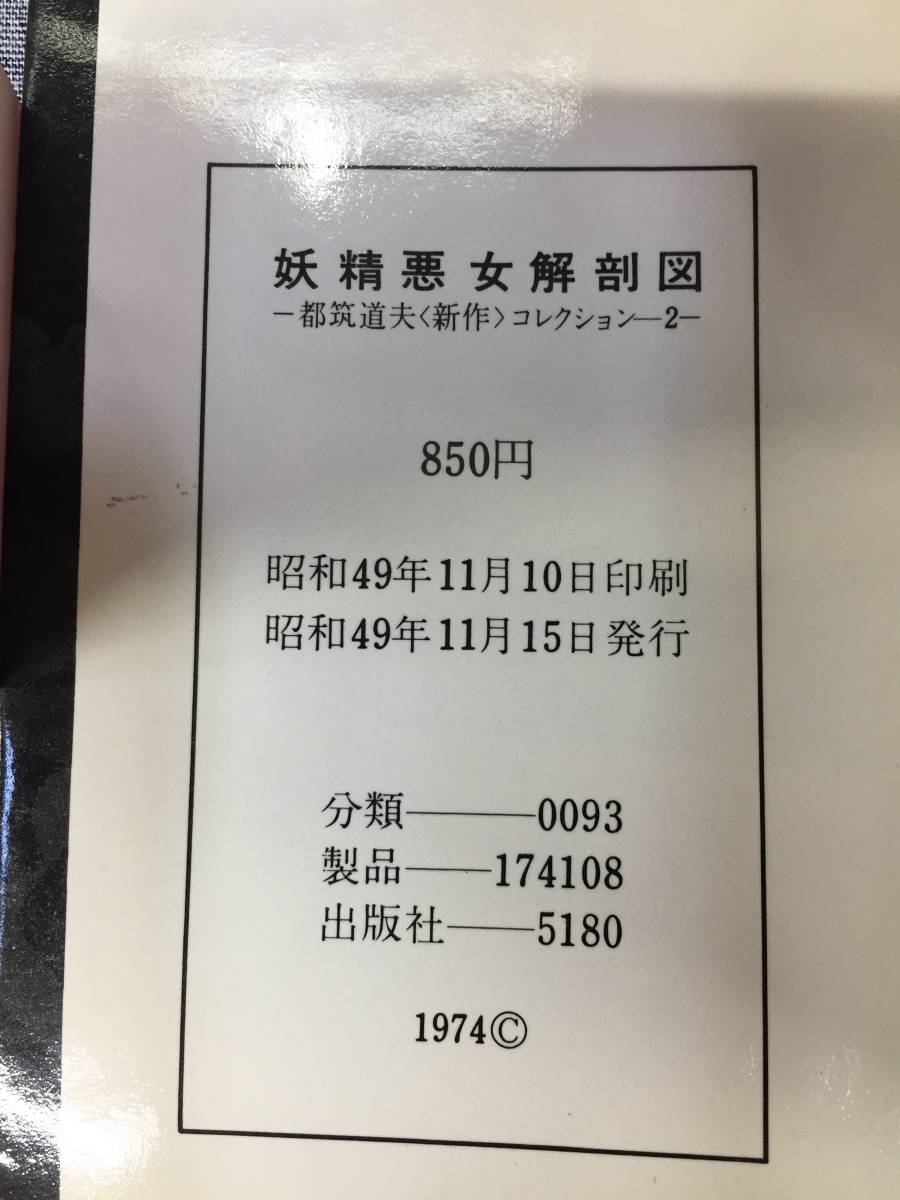 妖精悪女解剖図
−都筑道夫〈新作〉コレクション−2−
850円
昭和49年11月10日印刷
昭和49年11月15日発行
分類――0093
製品――174108
出版社――5180
1974©